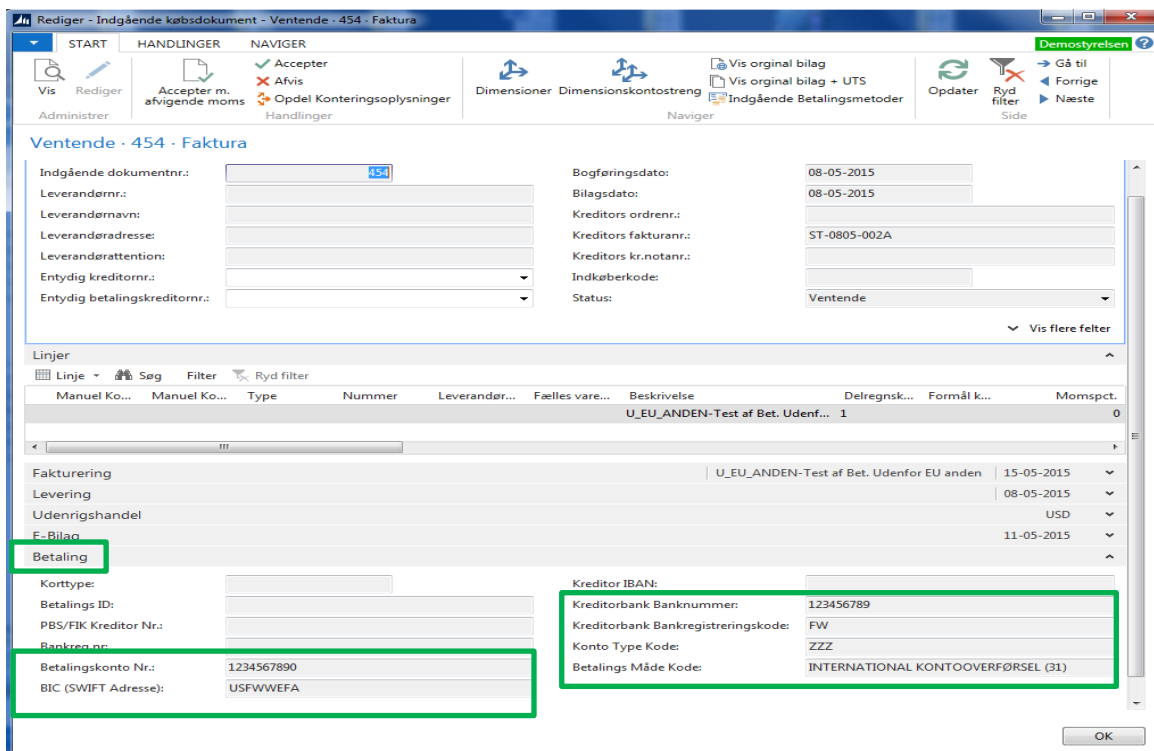 Rediger - Indgående købsdokument - Ventende · 454 · Faktura
START HANDLINGER NAVIGER Demostyrelsen
Vis Rediger
Administrer
Accepter m. afvigende moms
Accepter
Afvis
Opdel Konteringsoplysninger
Handlinger
Dimensioner Dimensionskontostreng
Vis orginal bilag
Vis orginal bilag + UTS
Indgående Betalingsmetoder
Naviger
Opdater Ryd filter
Gå til
Forrige
Næste
Side
Ventende · 454 · Faktura
Indgående dokumentnr.: 454
Leverandørnr.:
Leverandørnavn:
Leverandøradresse:
Leverandørattention:
Entydig kreditornr.:
Entydig betalingskreditornr.:
Bogføringsdato: 08-05-2015
Bilagsdato: 08-05-2015
Kreditors ordrenr.:
Kreditors fakturanr.: ST-0805-002A
Kreditors kr.notanr.:
Indkøberkode:
Status: Ventende
Vis flere felter
Linjer
Linje Søg Filter Ryd filter
Manuel Ko... Manuel Ko... Type Nummer Leverandør... Fælles vare... Beskrivelse Delregnsk... Formål k... Momspct.
U_EU_ANDEN-Test af Bet. Udenf... 1 0
Fakturering U_EU_ANDEN-Test af Bet. Udenfor EU anden 15-05-2015
Levering 08-05-2015
Udenrigshandel USD
E-Bilag 11-05-2015
Betaling
Korttype:
Betalings ID:
PBS/FIK Kreditor Nr.:
Bankreg.nr:
Betalingskonto Nr.: 1234567890
BIC (SWIFT Adresse): USFWWEFA
Kreditor IBAN:
Kreditorbank Banknummer: 123456789
Kreditorbank Bankregistreringskode: FW
Konto Type Kode: ZZZ
Betalings Måde Kode: INTERNATIONAL KONTOOVERFØRSEL (31)
OK